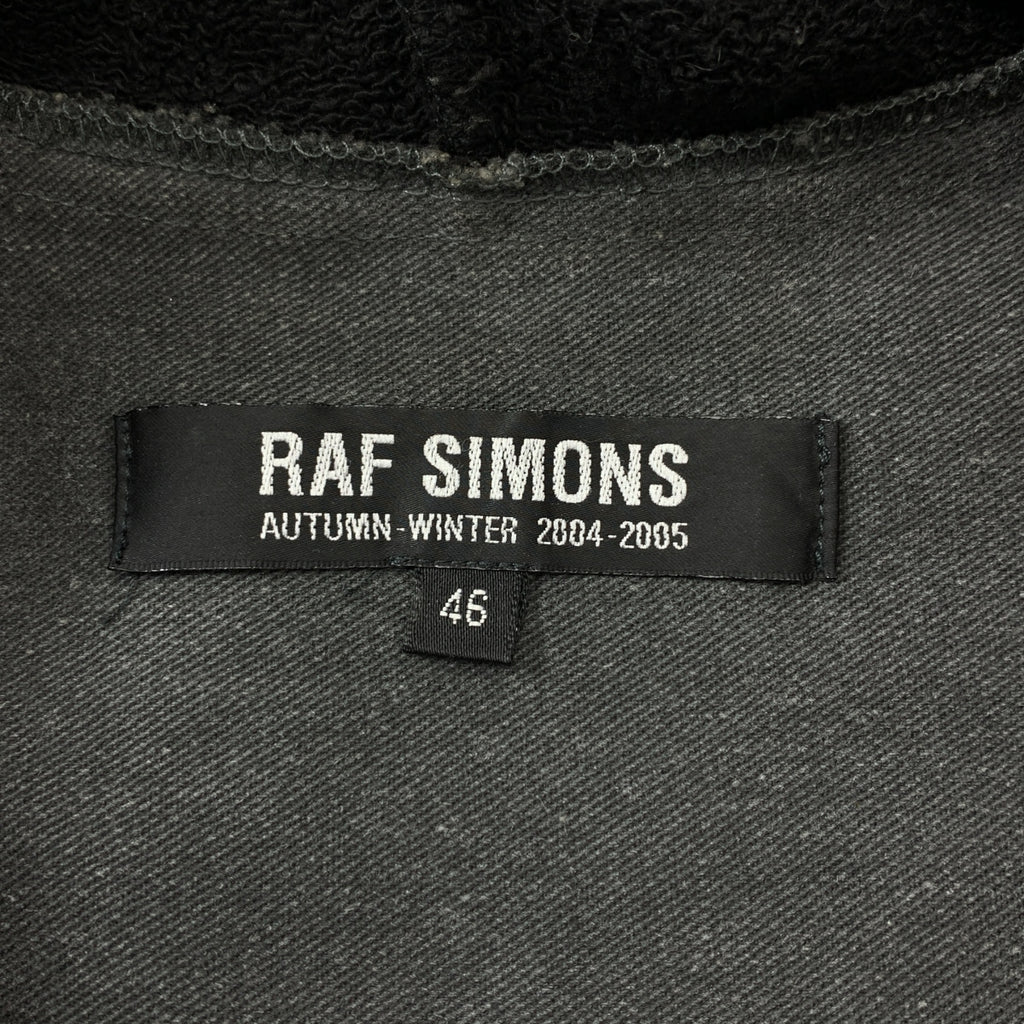 RAF SIMONS
AUTUMN-WINTER 2004-2005
46